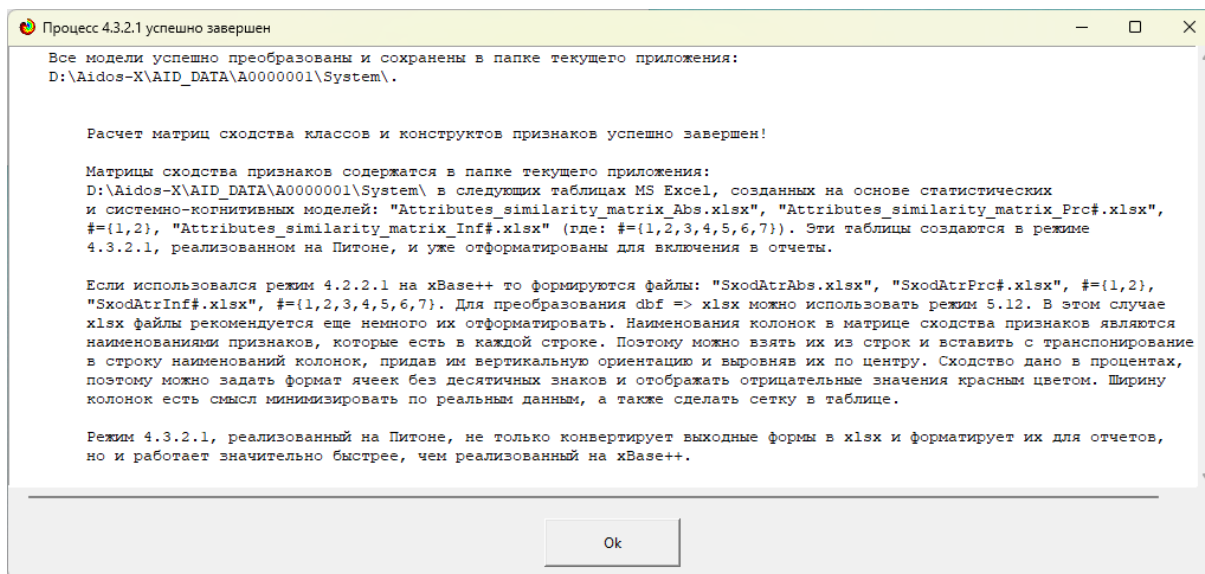 Процесс 4.3.2.1 успешно завершен
Все модели успешно преобразованы и сохранены в папке текущего приложения:
D:\Aidos-X\AID_DATA\A0000001\System\.
Расчет матриц сходства классов и конструктов признаков успешно завершен!
Матрицы сходства признаков содержатся в папке текущего приложения:
D:\Aidos-X\AID_DATA\A0000001\System\ в следующих таблицах MS Excel, созданных на основе статистических
и системно-когнитивных моделей: "Attributes_similarity_matrix_Abs.xlsx", "Attributes_similarity_matrix_Prc#.xlsx",
#={1,2}, "Attributes_similarity_matrix_Inf#.xlsx" (где: #={1,2,3,4,5,6,7}). Эти таблицы создаются в режиме
4.3.2.1, реализованном на Питоне, и уже отформатированы для включения в отчеты.
Если использовался режим 4.2.2.1 на xBase++ то формируются файлы: "SxodAtrAbs.xlsx", "SxodAtrPrc#.xlsx", #={1,2},
"SxodAtrInf#.xlsx", #={1,2,3,4,5,6,7}. Для преобразования dbf => xlsx можно использовать режим 5.12. В этом случае
xlsx файлы рекомендуется еще немного их отформатировать. Наименования колонок в матрице сходства признаков являются
наименованиями признаков, которые есть в каждой строке. Поэтому можно взять их из строк и вставить с транспонирование
в строку наименований колонок, придав им вертикальную ориентацию и выровняв их по центру. Сходство дано в процентах,
поэтому можно задать формат ячеек без десятичных знаков и отображать отрицательные значения красным цветом. Ширину
колонок есть смысл минимизировать по реальным данным, а также сделать сетку в таблице.
Режим 4.3.2.1, реализованный на Питоне, не только конвертирует выходные формы в xlsx и форматирует их для отчетов,
но и работает значительно быстрее, чем реализованный на xBase++.
Ok